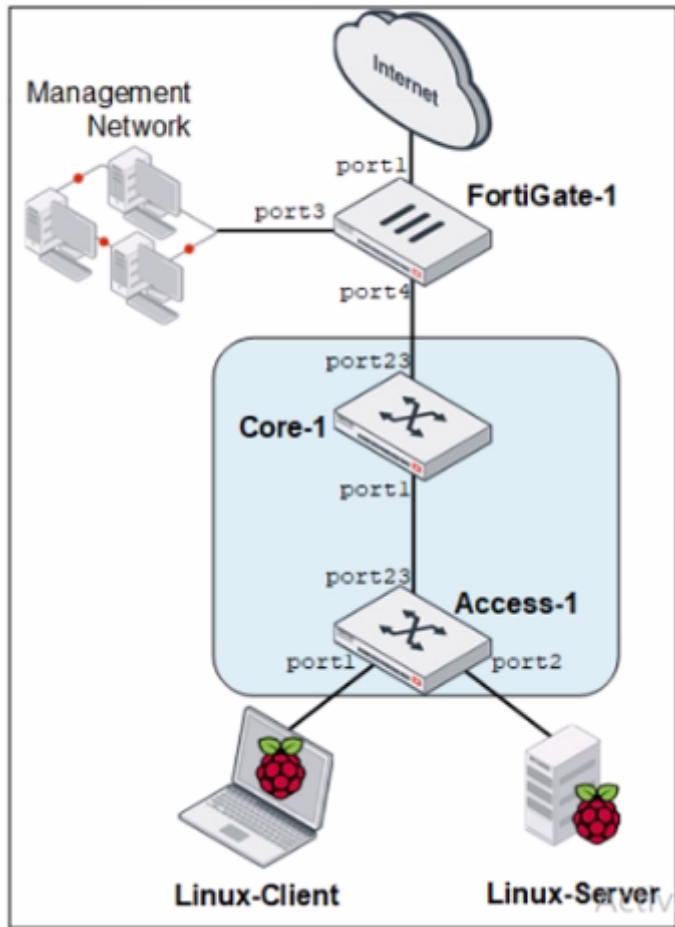 Internet
Management
Network
port1
FortiGate-1
port3
port4
port23
Core-1
port1
port23
Access-1
port1
port2
Linux-Client
Linux-Server
Activ